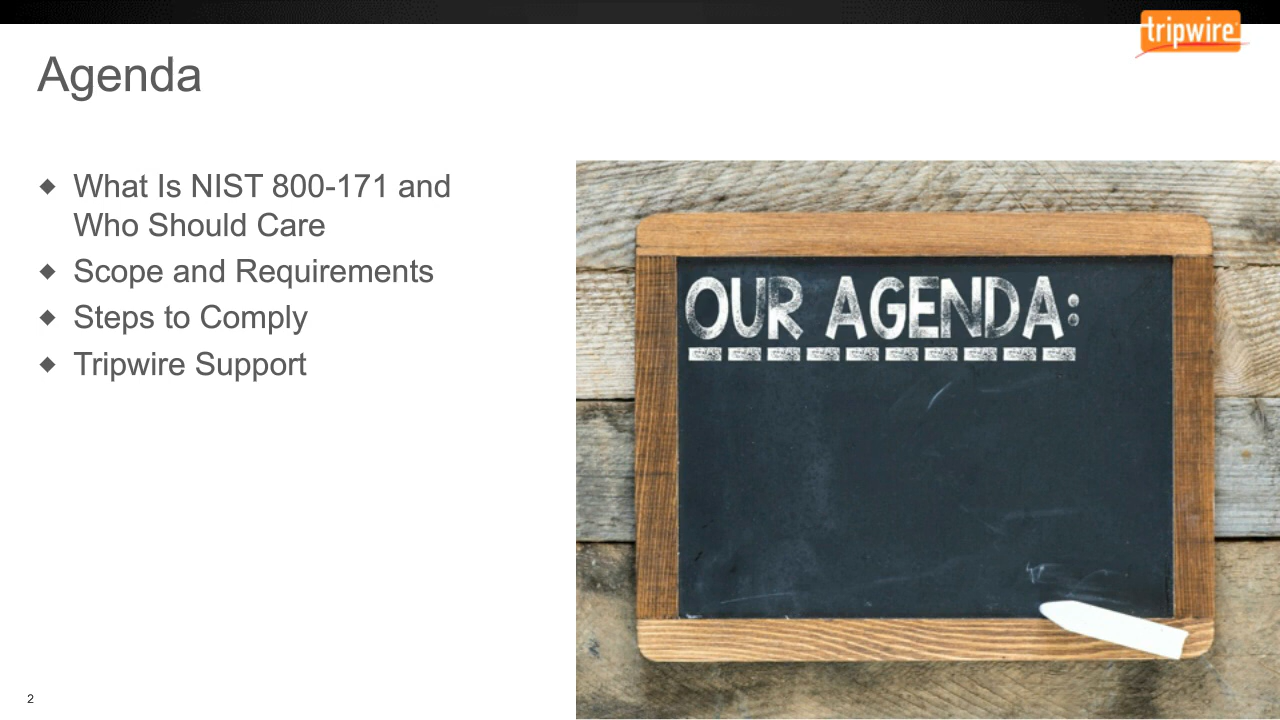 tripwire
Agenda
◆ What Is NIST 800-171 and
Who Should Care
◆ Scope and Requirements
◆ Steps to Comply
◆ Tripwire Support
OUR AGENDA:
2